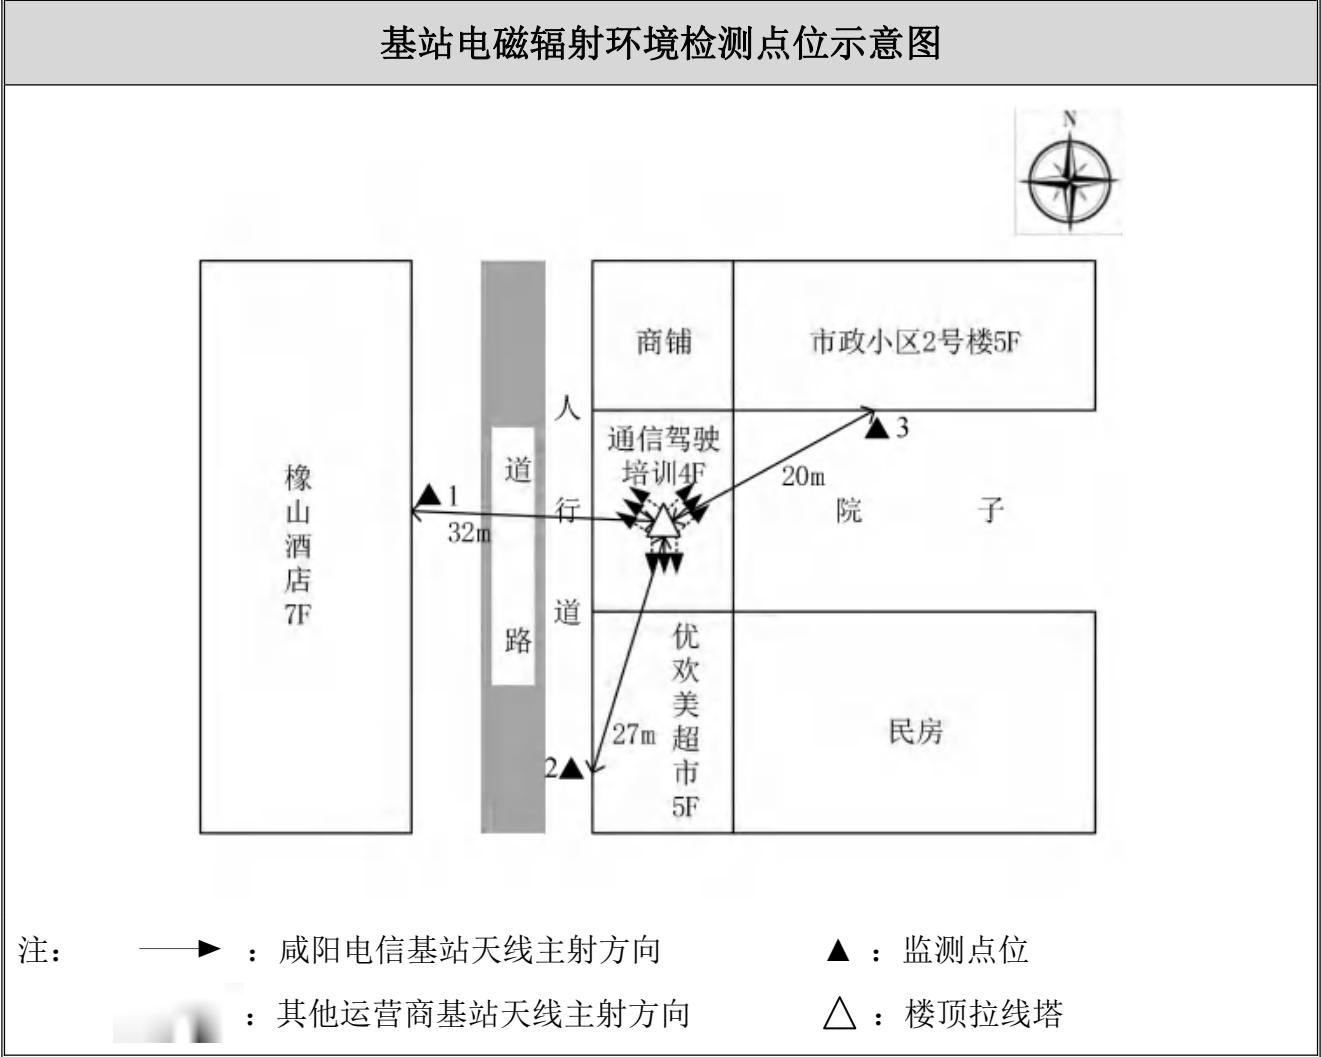 基站电磁辐射环境检测点位示意图
N
商铺
市政小区2号楼5F
人行道
通信驾驶
培训4F
3
20m
道路
橡山酒店7F
1
32m
院子
优欢美超市5F
27m
2
民房
注：
：咸阳电信基站天线主射方向
：监测点位
：其他运营商基站天线主射方向
：楼顶拉线塔